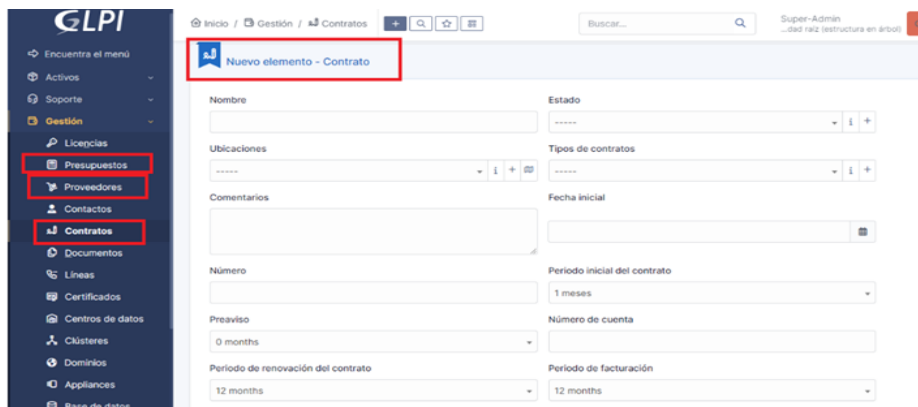 GLPI
Inicio / Gestión / Contratos
Buscar...
Super-Admin
...dad raíz (estructura en árbol)
Encuentra el menú
Activos
Soporte
Gestión
Licencias
Presupuestos
Proveedores
Contactos
Contratos
Documentos
Líneas
Certificados
Centros de datos
Clústeres
Dominios
Appliances
Base de datos
Nuevo elemento - Contrato
Nombre
Estado
-----
Ubicaciones
Tipos de contratos
-----
-----
Comentarios
Fecha inicial
Número
Periodo inicial del contrato
1 meses
Preaviso
Número de cuenta
0 months
Periodo de renovación del contrato
Periodo de facturación
12 months
12 months